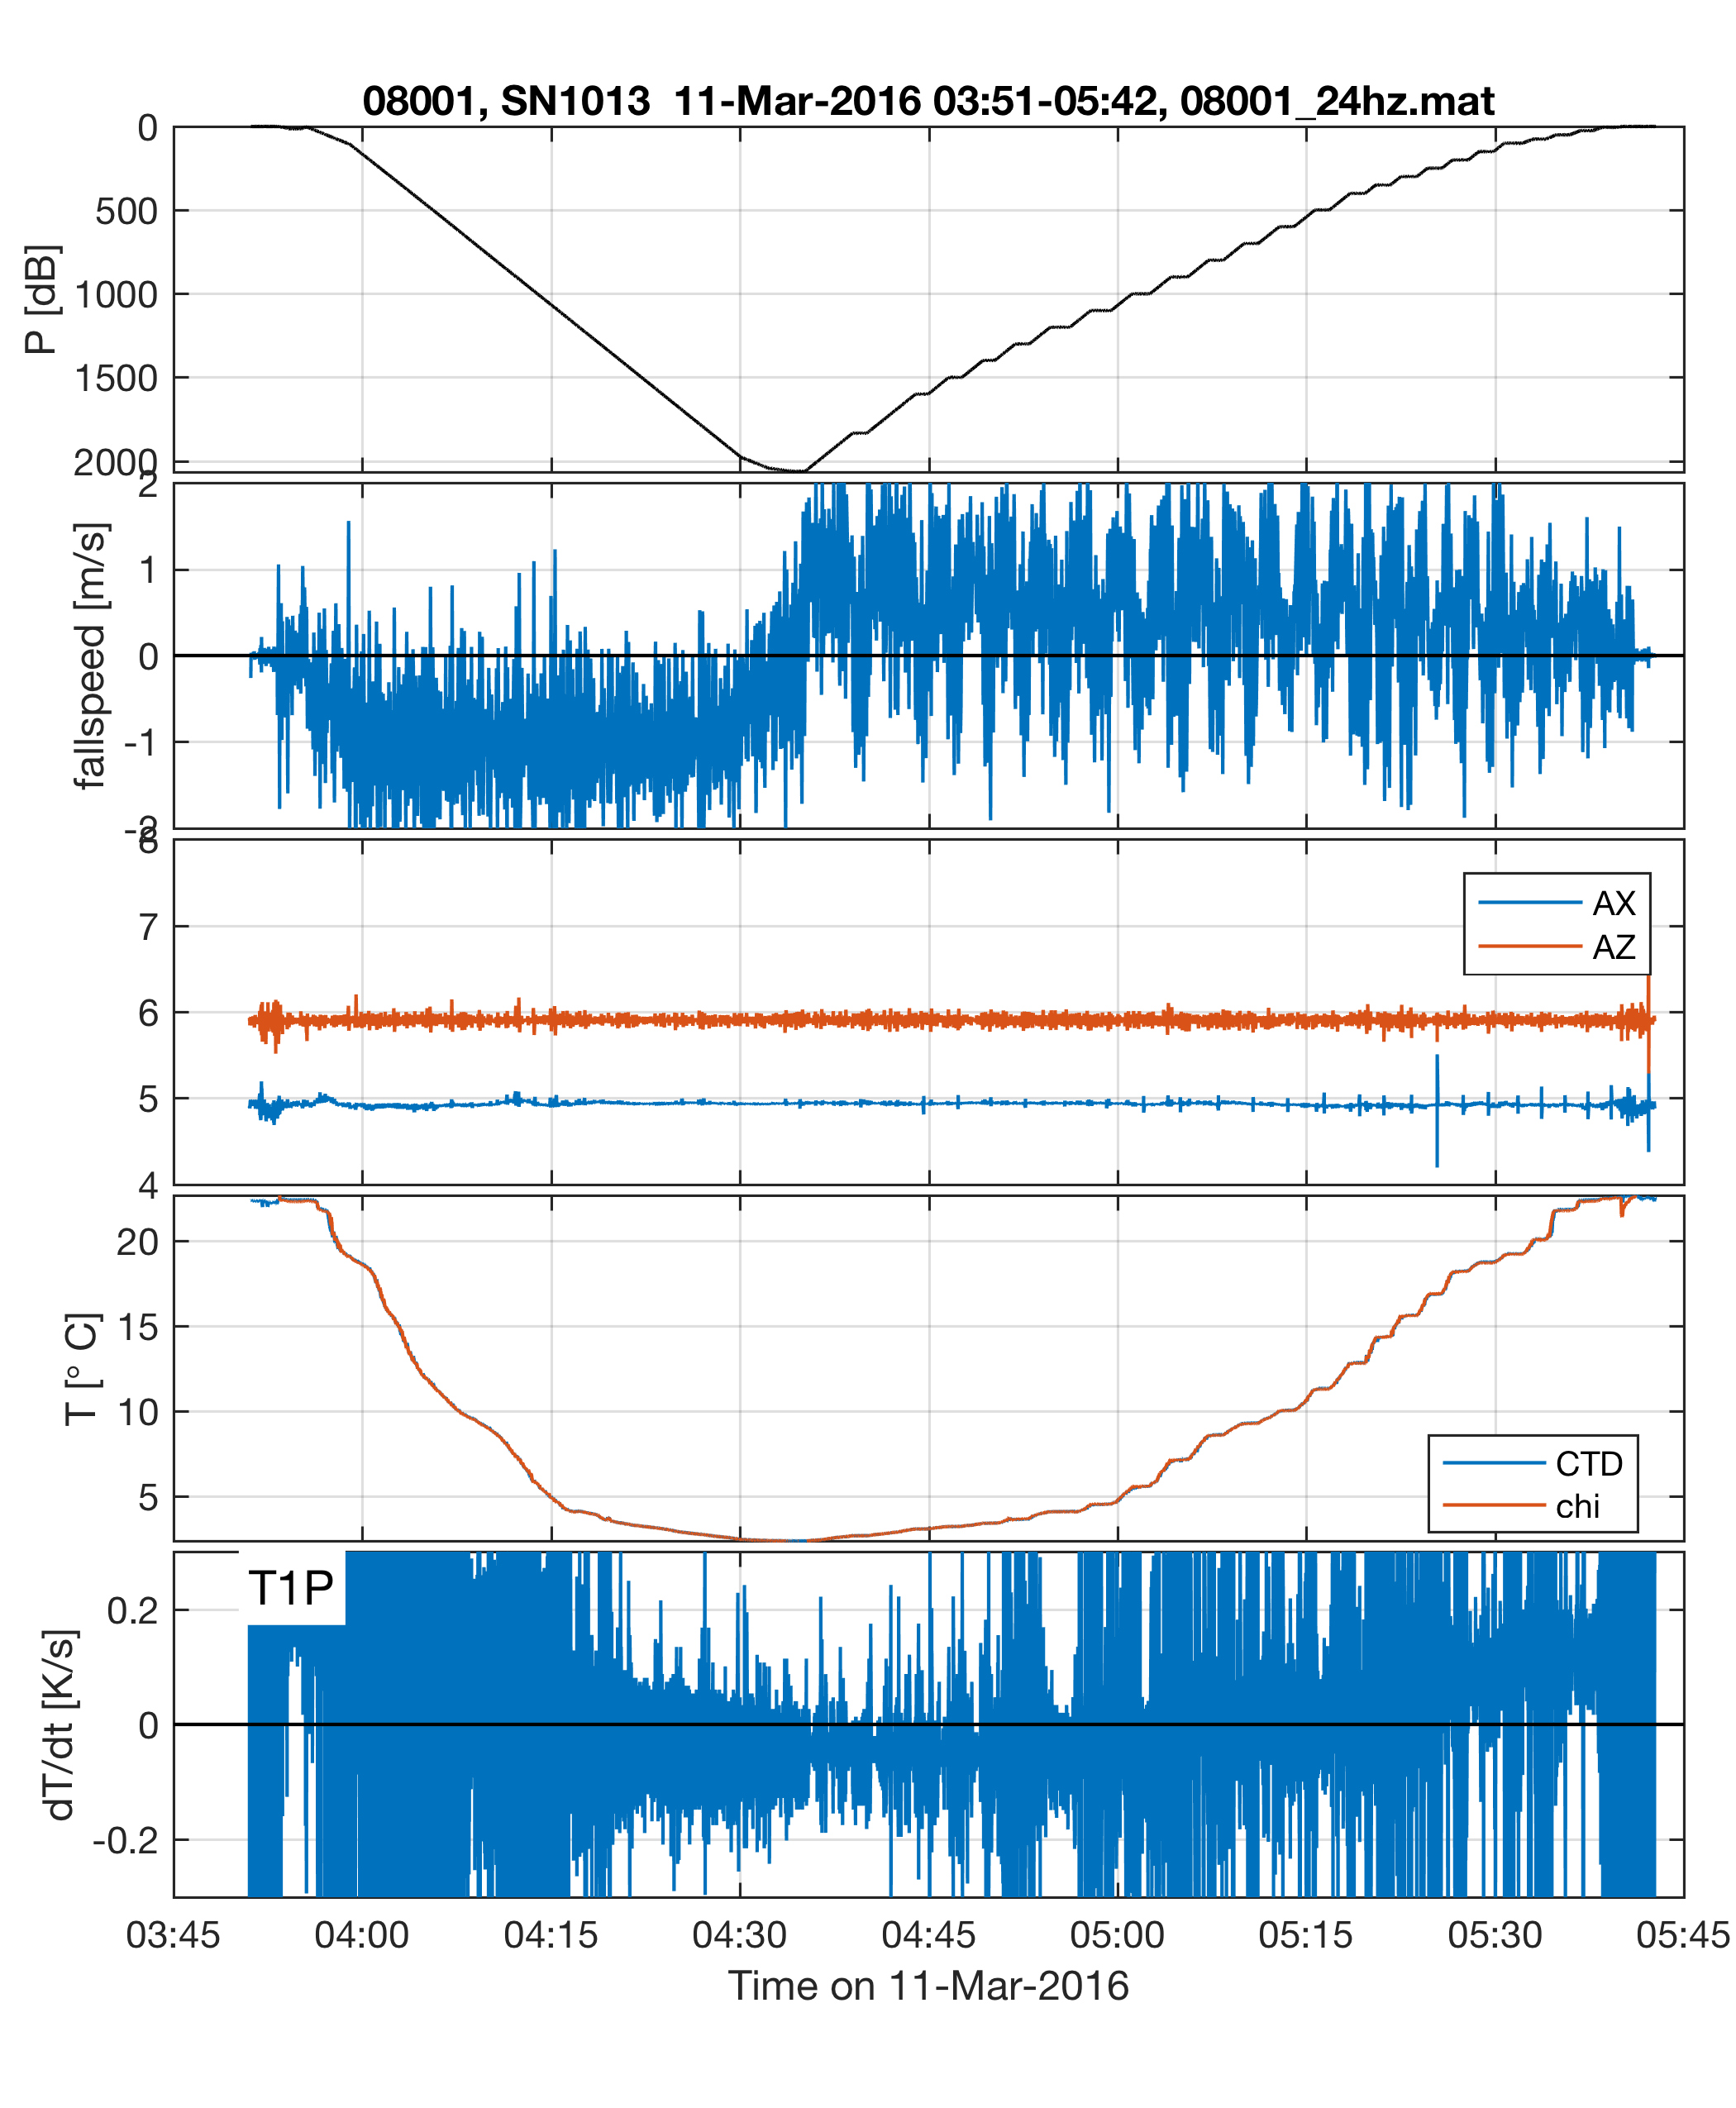 08001, SN1013  11-Mar-2016 03:51-05:42, 08001_24hz.mat
0
500
1000
1500
2000
P [dB]
2
1
0
-1
-2
fallspeed [m/s]
8
7
6
5
4
AX
AZ
20
15
10
5
T [° C]
CTD
chi
T1P
0.2
0
-0.2
dT/dt [K/s]
03:45 04:00 04:15 04:30 04:45 05:00 05:15 05:30 05:45
Time on 11-Mar-2016